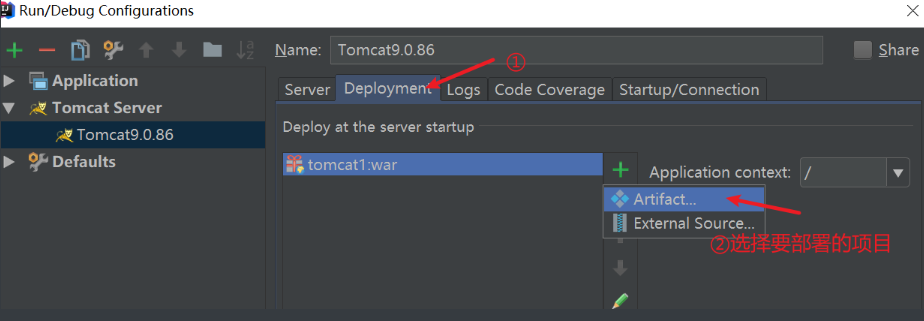 Run/Debug Configurations
Name: Tomcat9.0.86 Share
Application
Tomcat Server
Tomcat9.0.86
Defaults
①
Server Deployment Logs Code Coverage Startup/Connection
Deploy at the server startup
tomcat1:war
Application context: /
Artifact...
External Source...
②选择要部署的项目